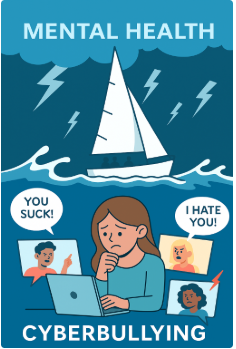 MENTAL HEALTH
YOU
SUCK!
I HATE
YOU!
CYBERBULLYING